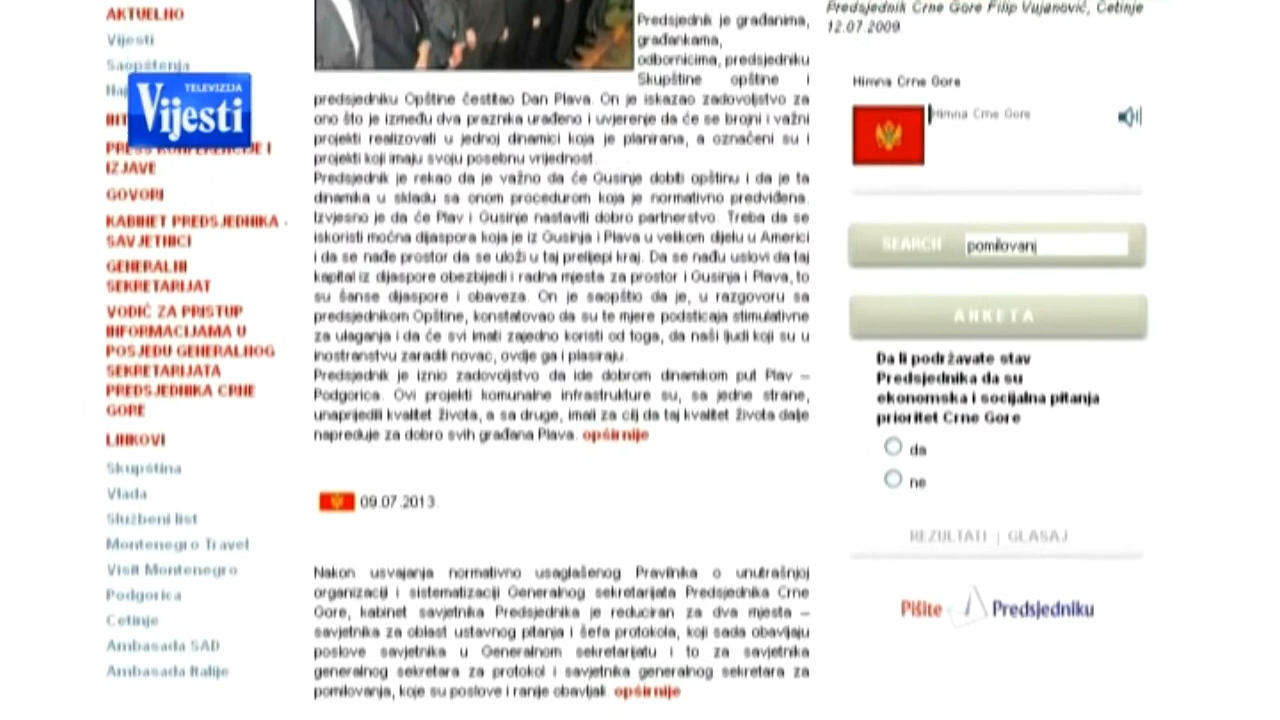 AKTUELNO
Vijesti
Saopštenja
TELEVIZIJA
Vijesti
IZJAVE
GOVORI
KABINET PREDSJEDNIKA -
SAVJETNICI
GENERALNI
SEKRETARIJAT
VODIČ ZA PRISTUP
INFORMACIJAMA U
POSJEDU GENERALNOG
SEKRETARIJATA
PREDSJEDNIKA CRNE
GORE
LINKOVI
Skupština
Vlada
Službeni list
Montenegro Travel
Visit Montenegro
Podgorica
Cetinje
Ambasada SAD
Ambasada Italije
Predsjednik je građanima,
građankama,
odbornicima, predsjedniku
Skupštine opštine i
predsjedniku Opštine čestitao Dan Plava. On je iskazao zadovoljstvo za
ono što je između dva praznika urađeno i uvjerenje da će se brojni i važni
projekti realizovati u jednoj dinamici koja je planirana, a označeni su i
projekti koji imaju svoju posebnu vrijednost.
Predsjednik je rekao da je važno da će Gusinje dobiti opštinu i da je ta
dinamika u skladu sa onom procedurom koja je normativno predviđena.
Izvjesno je da će Plav i Gusinje nastaviti dobro partnerstvo. Treba da se
iskoristi moćna dijaspora koja je iz Gusinja i Plava u velikom djelu u Americi
i da se nađe prostor da se uloži u taj prelijepi kraj. Da se nađu uslovi da taj
kapital iz dijaspore obezbijedi i radna mjesta za prostor i Gusinja i Plava, to
su šanse dijaspore i obaveza. On je saopštio da je, u razgovoru sa
predsjednikom Opštine, konstatovao da su te mjere podsticaja stimulativne
za ulaganja i da će svi imati zajedno koristi od toga, da naši ljudi koji su u
inostranstvu zaradili novac, ovdje ga i plasiraju.
Predsjednik je iznio zadovoljstvo da ide dobrom dinamikom put Plav –
Podgorica. Ovi projekti komunalne infrastrukture su, sa jedne strane,
unaprijedili kvalitet života, a sa druge, imali za cilj da taj kvalitet života dalje
napreduje za dobro svih građana Plava. opširnije
09.07.2013.
Nakon usvajanja normativno usaglašenog Pravilnika o unutrašnjoj
organizaciji i sistematizaciji Generalnog sekretarijata Predsjednika Crne
Gore, kabinet savjetnika Predsjednika je reduciran za dva mjesta –
savjetnika za oblast ustavnog pitanja i šefa protokola, koji sada obavljaju
poslove savjetnika u Generalnom sekretarijatu i to za savjetnika
generalnog sekretara za protokol i savjetnika generalnog sekretara za
pomilovanja, koje su poslove i ranije obavljali. opširnije
Predsjednik Crne Gore Filip Vujanović, Cetinje
12.07.2009
Himna Crne Gore
Himna Crne Gore
SEARCH pomilovanj
ANKETA
Da li podržavate stav
Predsjednika da su
ekonomska i socijalna pitanja
prioritet Crne Gore
da
ne
REZULTATI | GLASAJ
Pišite Predsjedniku